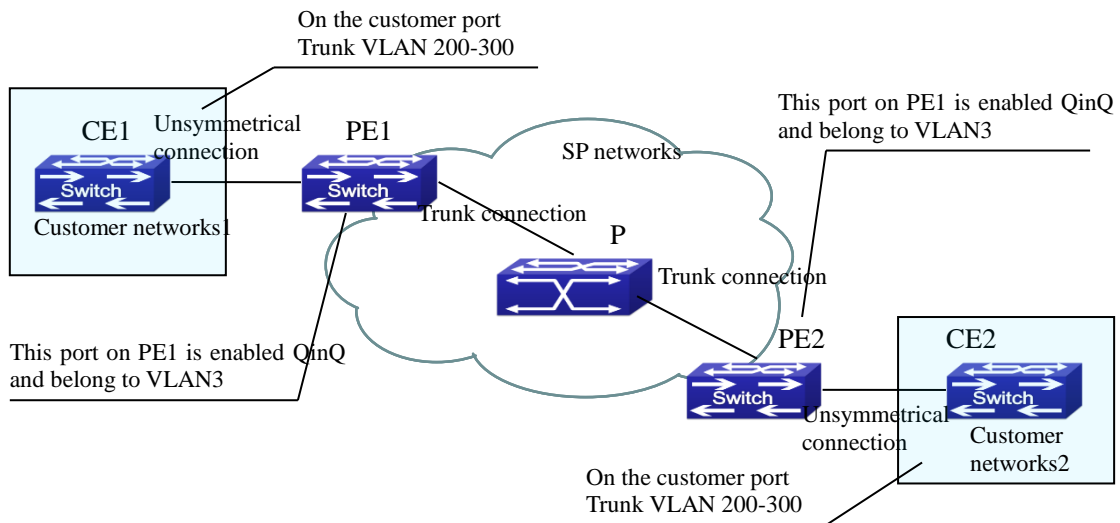 On the customer port
Trunk VLAN 200-300
This port on PE1 is enabled QinQ
and belong to VLAN3
CE1
Unsymmetrical
connection
PE1
SP networks
Switch
Switch
Customer networks1
Trunk connection
P
Trunk connection
This port on PE1 is enabled QinQ
and belong to VLAN3
PE2
CE2
Switch
Switch
Unsymmetrical
connection
Customer
networks2
On the customer port
Trunk VLAN 200-300